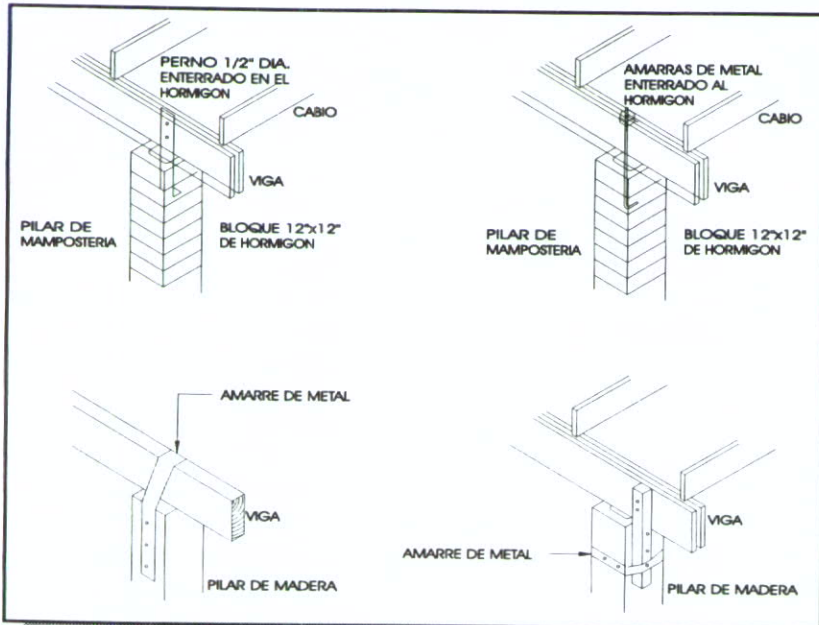 PERNO 1/2" DIA.
ENTERRADO EN EL
HORMIGON
CABIO
VIGA
PILAR DE
MAMPOSTERIA
BLOQUE 12"x12"
DE HORMIGON
AMARRAS DE METAL
ENTERRADO AL
HORMIGON
CABIO
VIGA
PILAR DE
MAMPOSTERIA
BLOQUE 12"x12"
DE HORMIGON
AMARRE DE METAL
VIGA
PILAR DE MADERA
VIGA
AMARRE DE METAL
PILAR DE MADERA